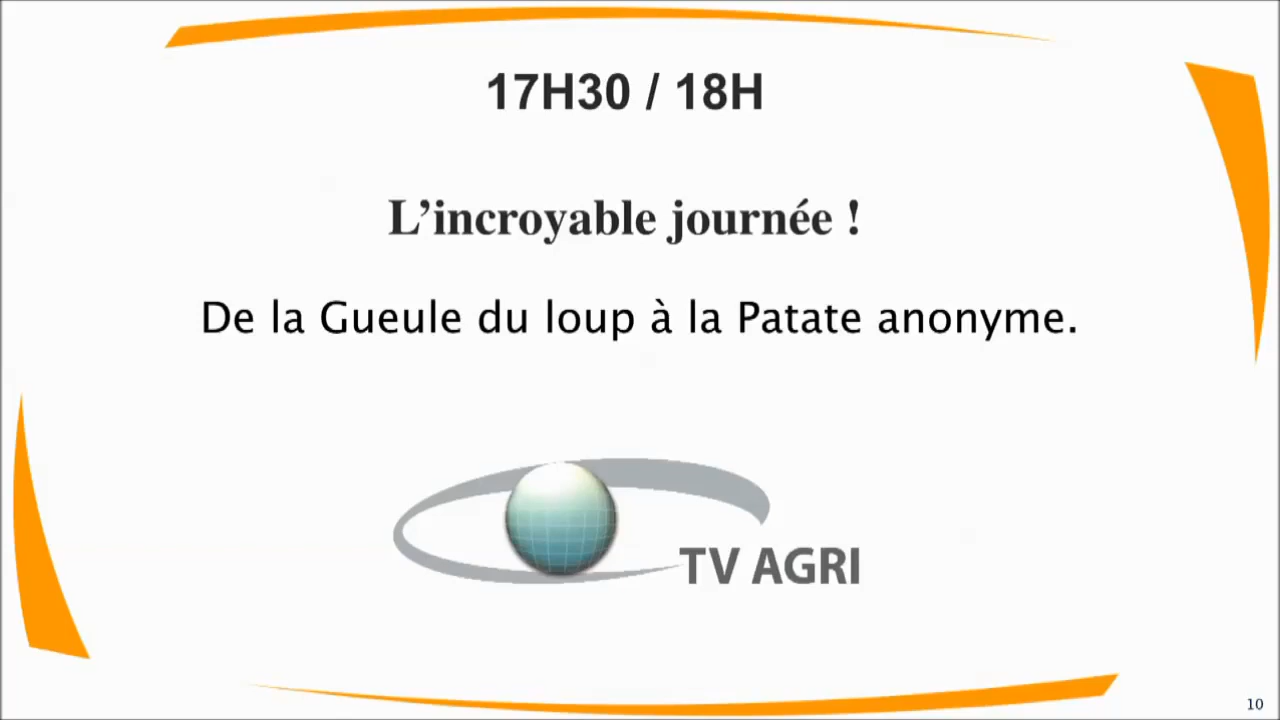 17H30 / 18H
L’incroyable journée !
De la Gueule du loup à la Patate anonyme.
TV AGRI
10